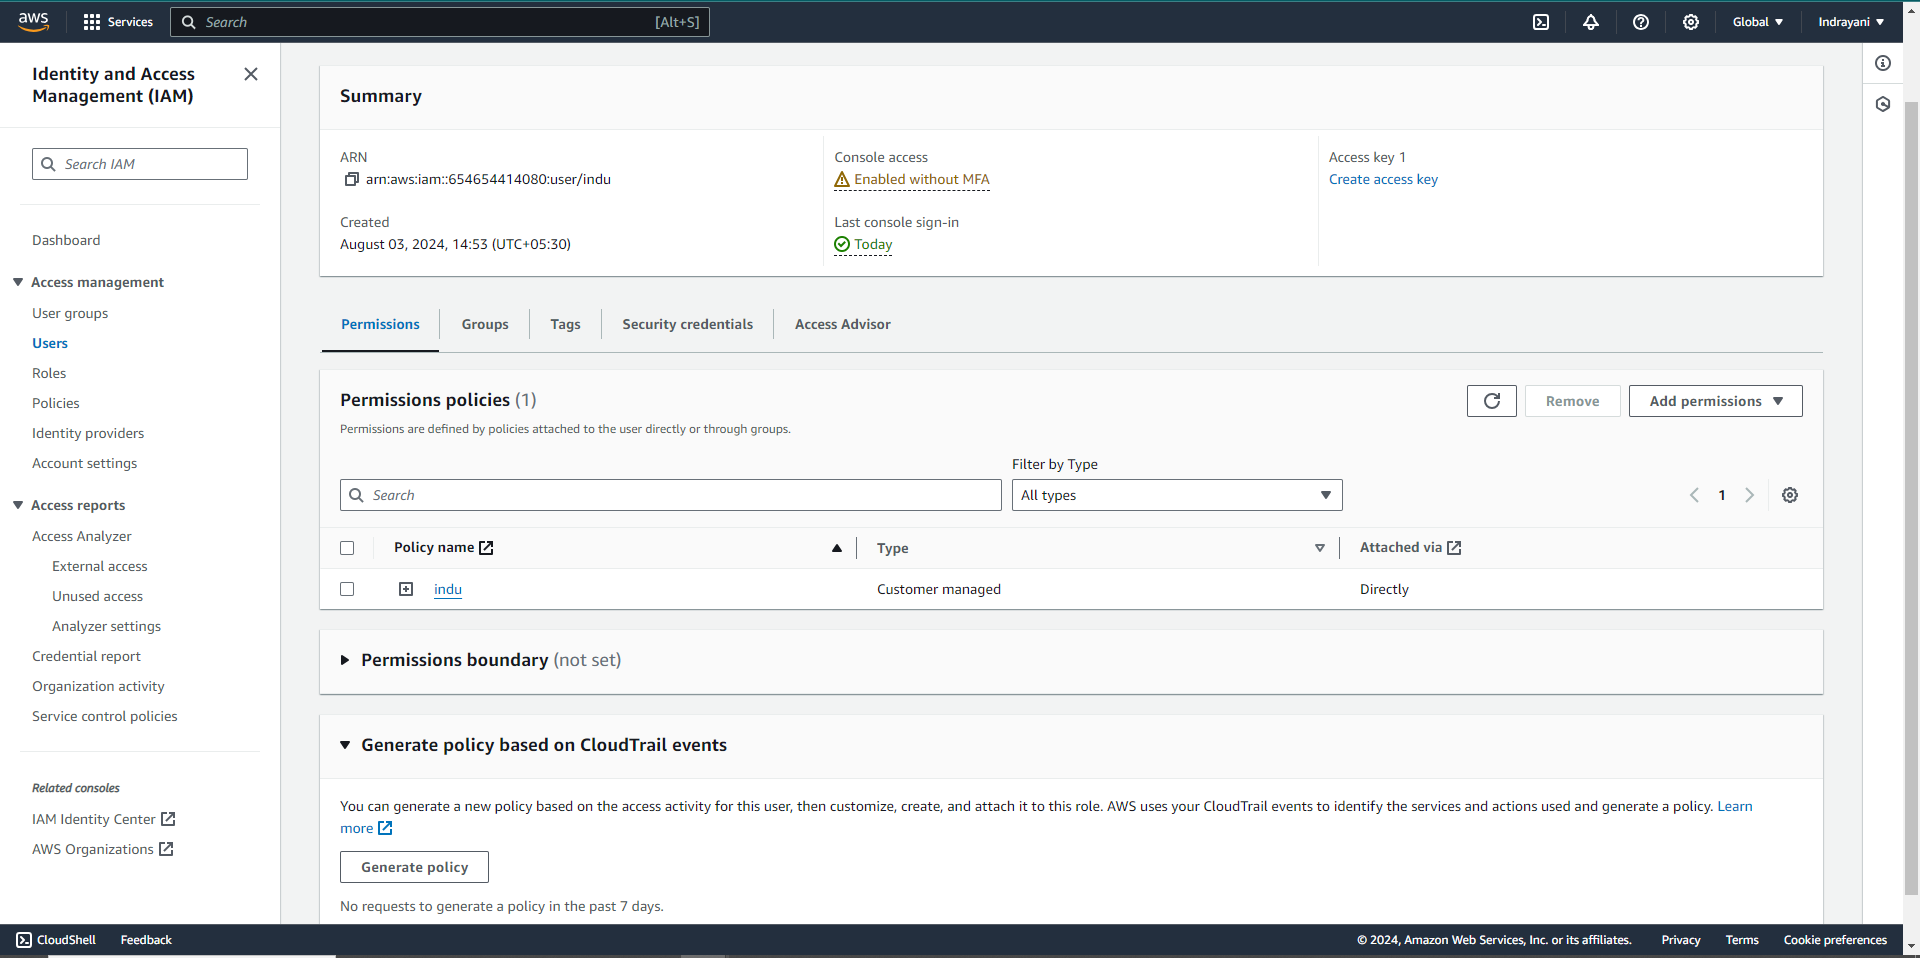 aws
Services
Search
[Alt+S]
Global ▼
Indrayani ▼
Identity and Access
Management (IAM)
Search IAM
Dashboard
Access management
User groups
Users
Roles
Policies
Identity providers
Account settings
Access reports
Access Analyzer
External access
Unused access
Analyzer settings
Credential report
Organization activity
Service control policies
Related consoles
IAM Identity Center
AWS Organizations
Summary
ARN
arn:aws:iam::654654414080:user/indu
Created
August 03, 2024, 14:53 (UTC+05:30)
Console access
Enabled without MFA
Last console sign-in
Today
Access key 1
Create access key
Permissions
Groups
Tags
Security credentials
Access Advisor
Permissions policies (1)
Permissions are defined by policies attached to the user directly or through groups.
Remove
Add permissions ▼
Filter by Type
Search
All types
1
Policy name
Type
Attached via
indu
Customer managed
Directly
Permissions boundary (not set)
Generate policy based on CloudTrail events
You can generate a new policy based on the access activity for this user, then customize, create, and attach it to this role. AWS uses your CloudTrail events to identify the services and actions used and generate a policy. Learn
more
Generate policy
No requests to generate a policy in the past 7 days.
CloudShell
Feedback
© 2024, Amazon Web Services, Inc. or its affiliates.
Privacy
Terms
Cookie preferences